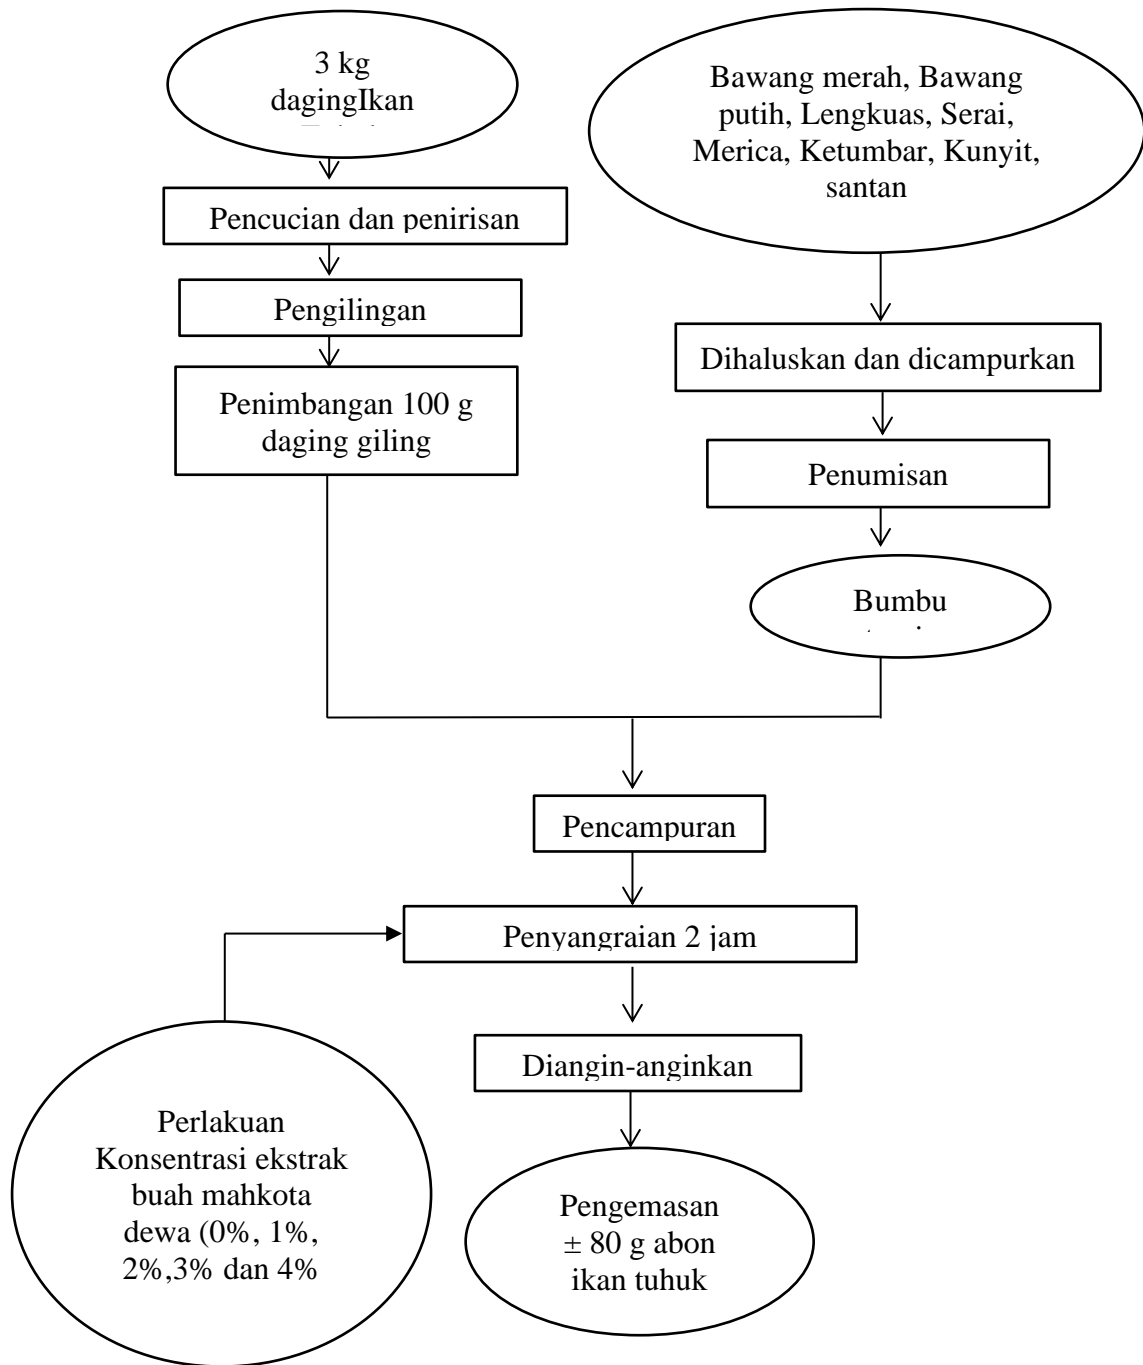 3 kg
dagingIkan
Bawang merah, Bawang
putih, Lengkuas, Serai,
Merica, Ketumbar, Kunyit,
santan
Pencucian dan penirisan
Pengilingan
Penimbangan 100 g
daging giling
Dihaluskan dan dicampurkan
Penumisan
Bumbu
Pencampuran
Penyangraian 2 jam
Diangin-anginkan
Perlakuan
Konsentrasi ekstrak
buah mahkota
dewa (0%, 1%,
2%,3% dan 4%
Pengemasan
± 80 g abon
ikan tuhuk